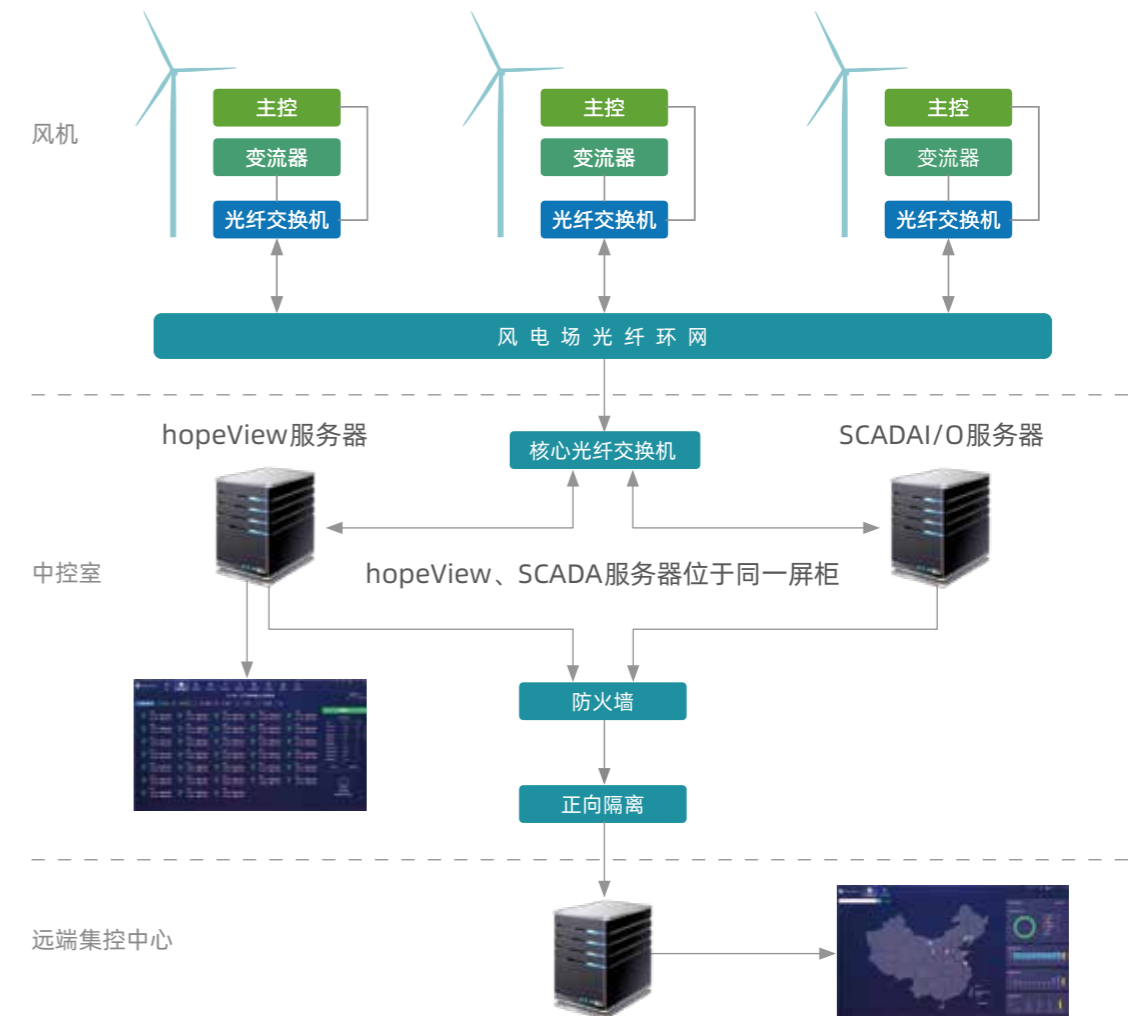 风机
主控
变流器
光纤交换机
主控
变流器
光纤交换机
主控
变流器
光纤交换机
风电场光纤环网
hopeView服务器
核心光纤交换机
SCADAI/O服务器
中控室
hopeView、SCADA服务器位于同一屏柜
防火墙
正向隔离
远端集控中心